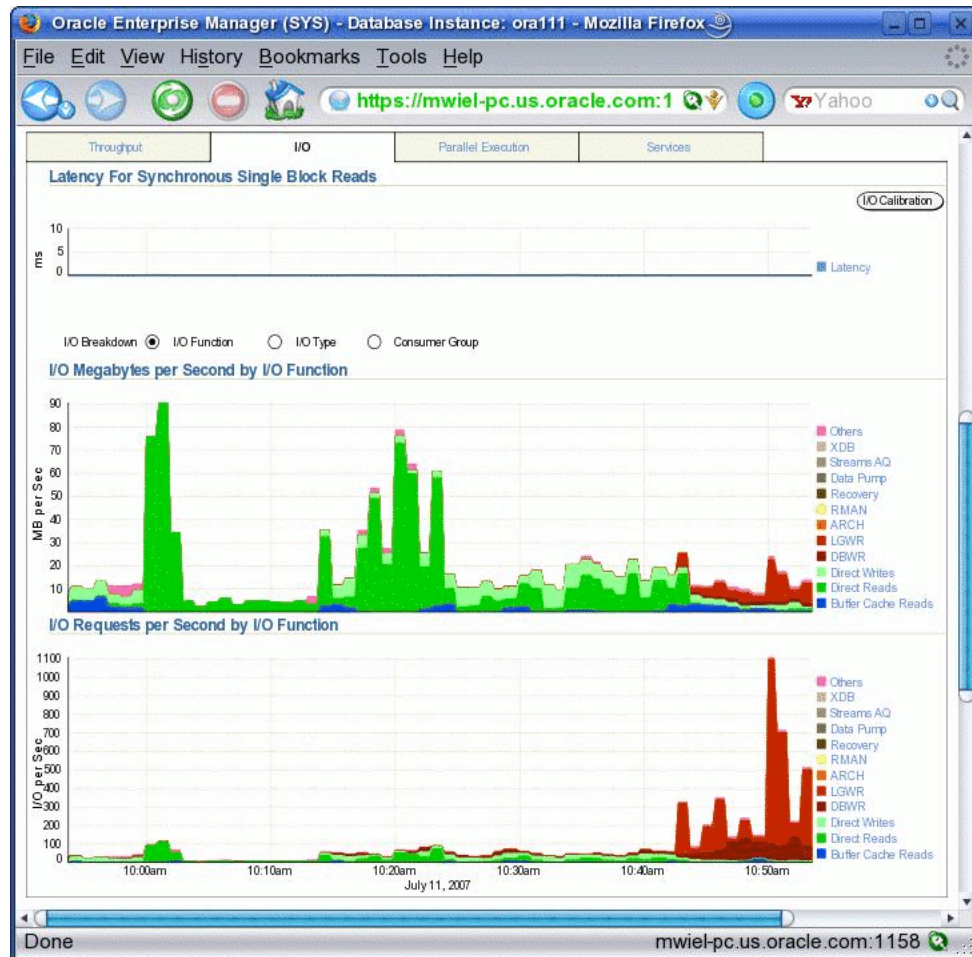 Oracle Enterprise Manager (SYS) - Database Instance: ora111 - Mozilla Firefox
File Edit View History Bookmarks Tools Help
https://mwiel-pc.us.oracle.com:1 Yahoo
Throughput I/O Parallel Execution Services
Latency For Synchronous Single Block Reads
I/O Calibration
10
5
0
ms
Latency
I/O Breakdown I/O Function I/O Type Consumer Group
I/O Megabytes per Second by I/O Function
90
80
70
60
50
40
30
20
10
MB per Sec
Others
XDB
Streams AQ
Data Pump
Recovery
RMAN
ARCH
LGWR
DBWR
Direct Writes
Direct Reads
Buffer Cache Reads
I/O Requests per Second by I/O Function
1100
1000
900
800
700
600
500
400
300
200
100
0
I/O per Sec
Others
XDB
Streams AQ
Data Pump
Recovery
RMAN
ARCH
LGWR
DBWR
Direct Writes
Direct Reads
Buffer Cache Reads
10:00am 10:10am 10:20am 10:30am 10:40am 10:50am
July 11, 2007
Done mwiel-pc.us.oracle.com:1158